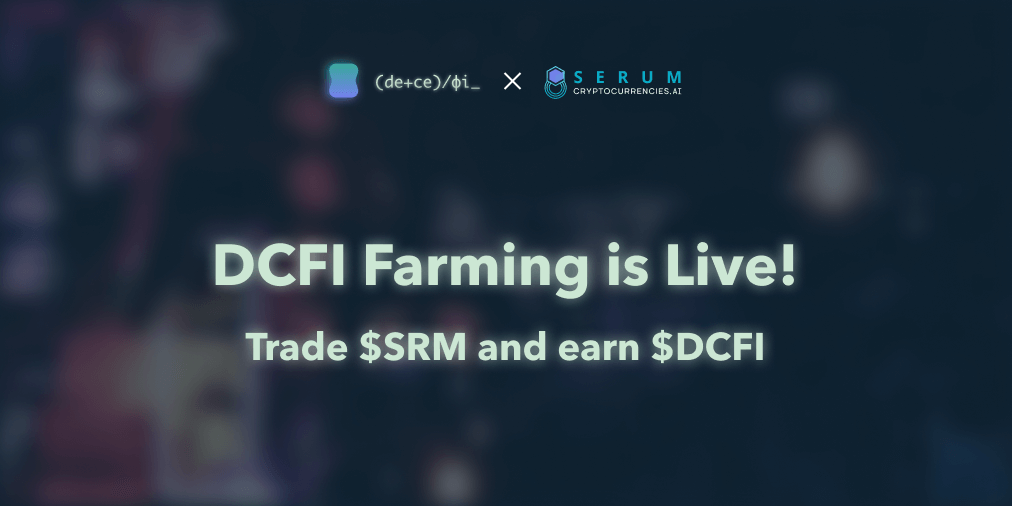 (de+ce)/ϕi_ × SERUM
CRYPTOCURRENCIES.AI
DCFI Farming is Live!
Trade $SRM and earn $DCFI